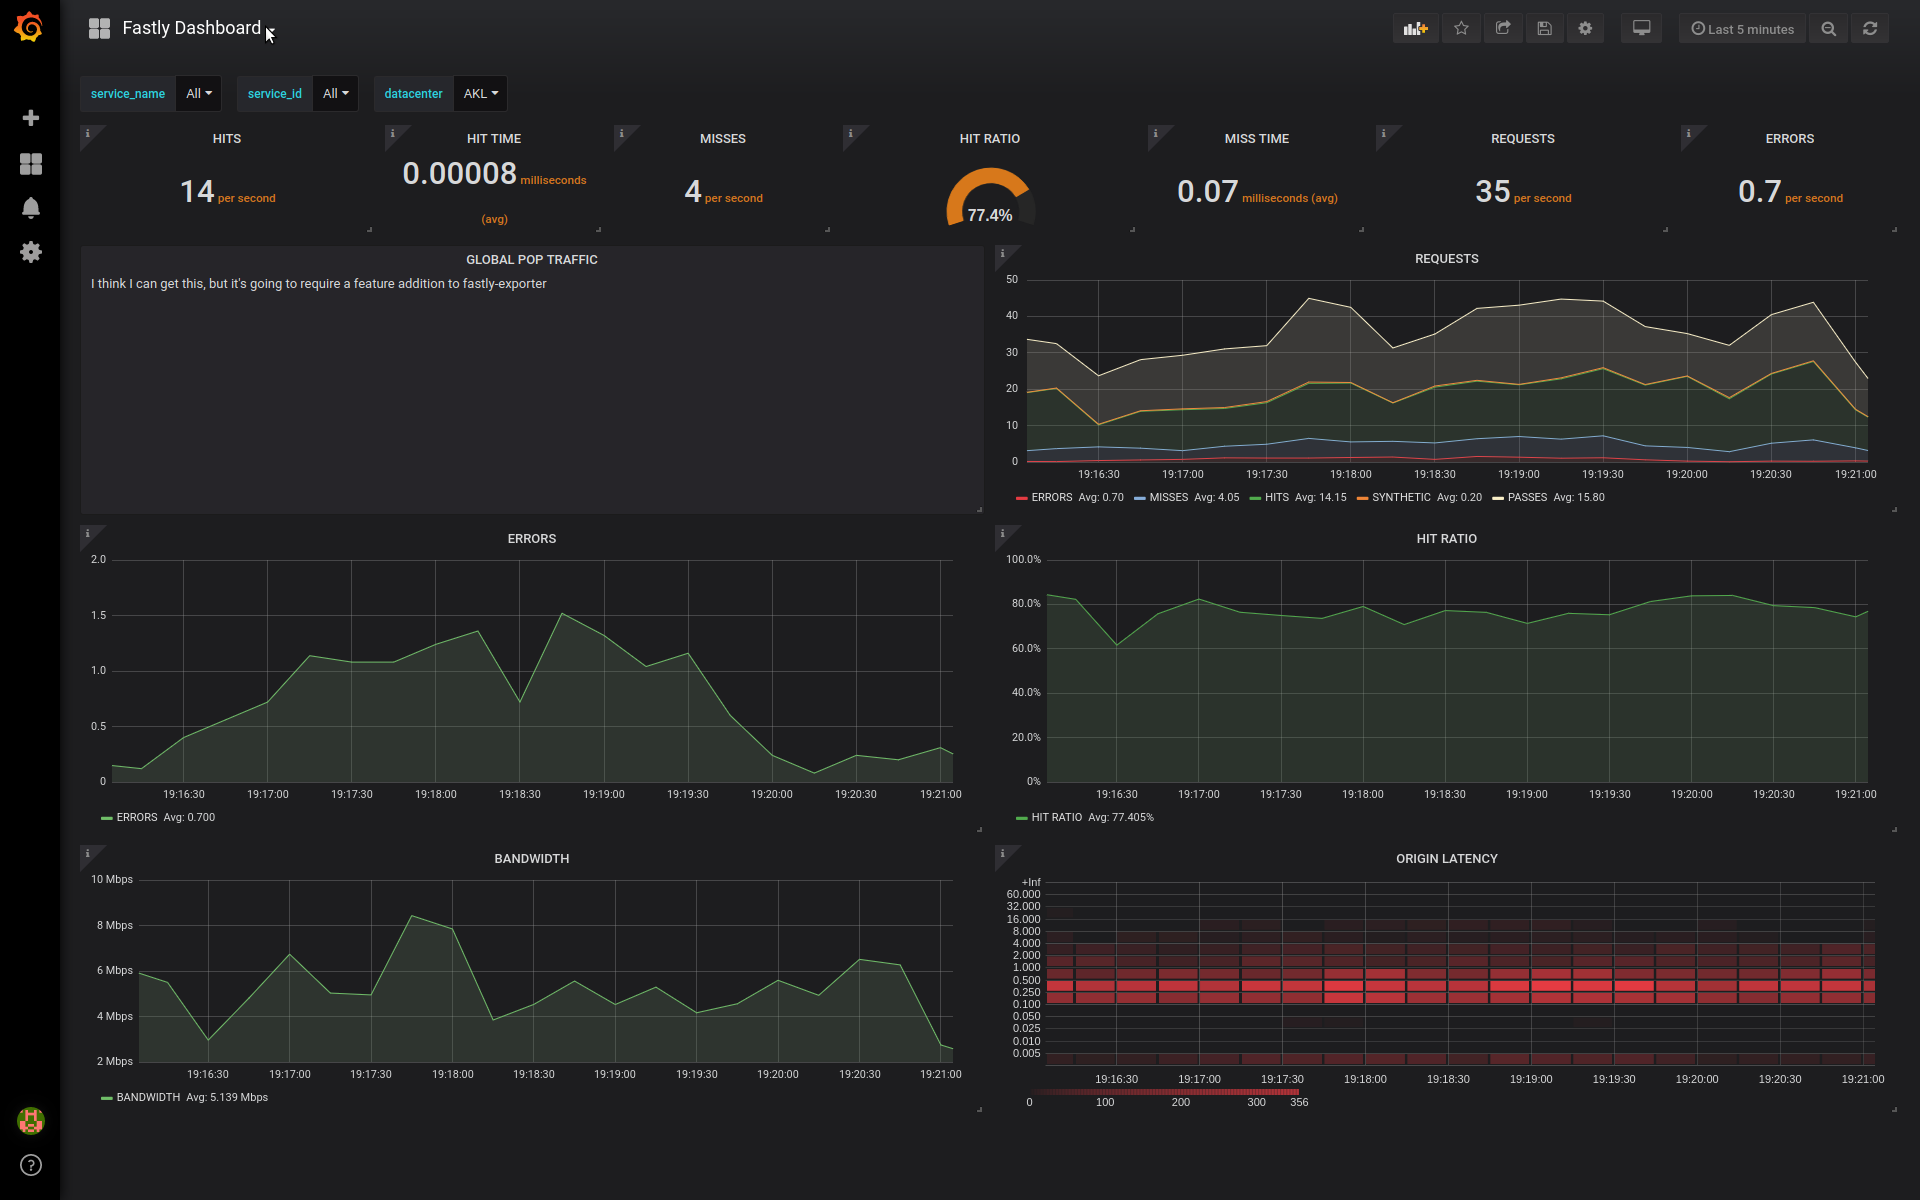 Fastly Dashboard
Last 5 minutes
service_name All service_id All datacenter AKL
HITS
14 per second
HIT TIME
0.00008 milliseconds
(avg)
MISSES
4 per second
HIT RATIO
77.4%
MISS TIME
0.07 milliseconds (avg)
REQUESTS
35 per second
ERRORS
0.7 per second
GLOBAL POP TRAFFIC
I think I can get this, but it's going to require a feature addition to fastly-exporter
REQUESTS
50
40
30
20
10
0
19:16:30 19:17:00 19:17:30 19:18:00 19:18:30 19:19:00 19:19:30 19:20:00 19:20:30 19:21:00
ERRORS Avg: 0.70 MISSES Avg: 4.05 HITS Avg: 14.15 SYNTHETIC Avg: 0.20 PASSES Avg: 15.80
ERRORS
2.0
1.5
1.0
0.5
0
19:16:30 19:17:00 19:17:30 19:18:00 19:18:30 19:19:00 19:19:30 19:20:00 19:20:30 19:21:00
ERRORS Avg: 0.700
HIT RATIO
100.0%
80.0%
60.0%
40.0%
20.0%
0%
19:16:30 19:17:00 19:17:30 19:18:00 19:18:30 19:19:00 19:19:30 19:20:00 19:20:30 19:21:00
HIT RATIO Avg: 77.405%
BANDWIDTH
10 Mbps
8 Mbps
6 Mbps
4 Mbps
2 Mbps
19:16:30 19:17:00 19:17:30 19:18:00 19:18:30 19:19:00 19:19:30 19:20:00 19:20:30 19:21:00
BANDWIDTH Avg: 5.139 Mbps
ORIGIN LATENCY
+Inf
60.000
32.000
16.000
8.000
4.000
2.000
1.000
0.500
0.250
0.100
0.050
0.025
0.010
0.005
19:16:30 19:17:00 19:17:30 19:18:00 19:18:30 19:19:00 19:19:30 19:20:00 19:20:30 19:21:00
0 100 200 300 356